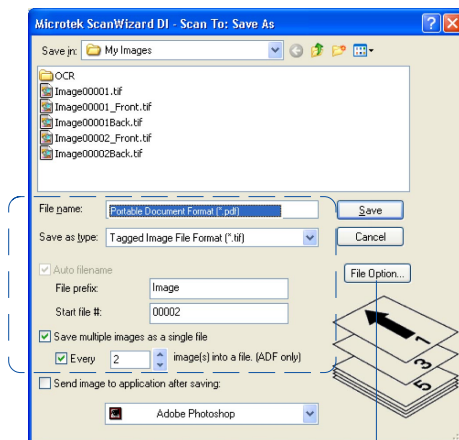 Microtek ScanWizard DI - Scan To: Save As
Save in: My Images
OCR
Image00001.tif
Image00001_Front.tif
Image00001Back.tif
Image00002_Front.tif
Image00002Back.tif
File name: Portable Document Format (*.pdf) Save
Save as type: Tagged Image File Format (*.tif) Cancel
Auto filename File Option...
File prefix: Image
Start file #: 00002
Save multiple images as a single file
Every 2 image(s) into a file. (ADF only)
Send image to application after saving:
Adobe Photoshop
1
3
5